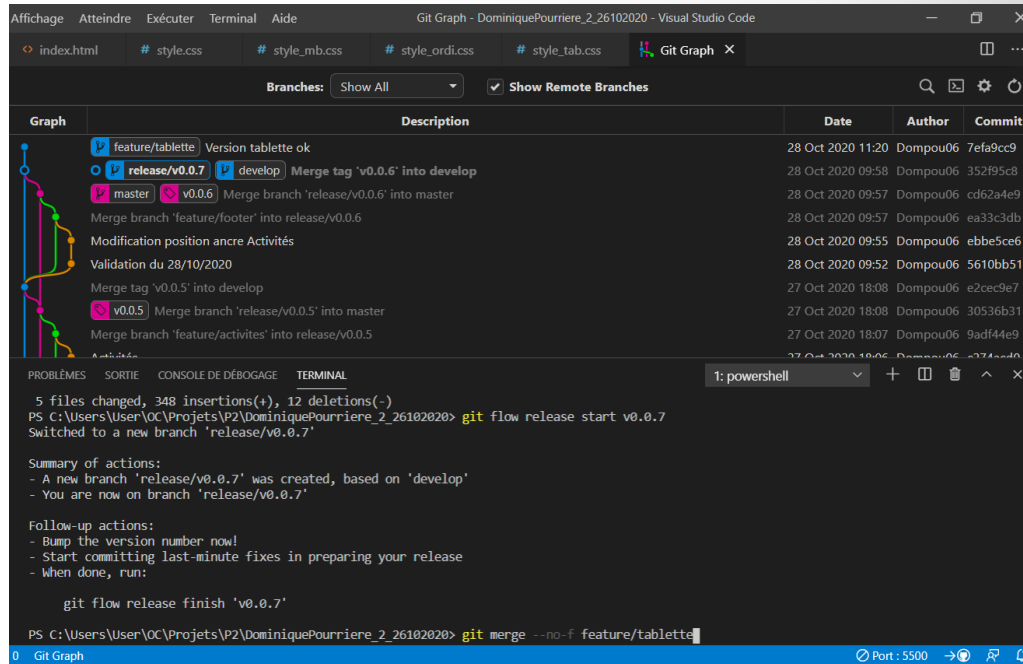 Affichage Atteindre Exécuter Terminal Aide Git Graph - DominiquePourriere_2_26102020 - Visual Studio Code
index.html # style.css # style_mb.css # style_ordi.css # style_tab.css Git Graph
Branches: Show All Show Remote Branches
Graph Description Date Author Commit
feature/tablette Version tablette ok 28 Oct 2020 11:20 Dompou06 7efa9cc9
release/v0.0.7 develop Merge tag 'v0.0.6' into develop 28 Oct 2020 09:58 Dompou06 352f95c8
master v0.0.6 Merge branch 'release/v0.0.6' into master 28 Oct 2020 09:57 Dompou06 cd62a4e9
Merge branch 'feature/footer' into release/v0.0.6 28 Oct 2020 09:57 Dompou06 ea33c3db
Modification position ancre Activités 28 Oct 2020 09:55 Dompou06 ebbe5ce6
Validation du 28/10/2020 28 Oct 2020 09:52 Dompou06 5610bb51
Merge tag 'v0.0.5' into develop 27 Oct 2020 18:08 Dompou06 e2cec9e7
v0.0.5 Merge branch 'release/v0.0.5' into master 27 Oct 2020 18:08 Dompou06 30536b31
Merge branch 'feature/activites' into release/v0.0.5 27 Oct 2020 18:07 Dompou06 9adf44e9
Activités 27 Oct 2020 18:06 Dompou06
PROBLÈMES SORTIE CONSOLE DE DÉBOGAGE TERMINAL 1: powershell
5 files changed, 348 insertions(+), 12 deletions(-)
PS C:\Users\User\OC\Projets\P2\DominiquePourriere_2_26102020> git flow release start v0.0.7
Switched to a new branch 'release/v0.0.7'
Summary of actions:
- A new branch 'release/v0.0.7' was created, based on 'develop'
- You are now on branch 'release/v0.0.7'
Follow-up actions:
- Bump the version number now!
- Start committing last-minute fixes in preparing your release
- When done, run:
git flow release finish 'v0.0.7'
PS C:\Users\User\OC\Projets\P2\DominiquePourriere_2_26102020> git merge --no-f feature/tablette
0 Git Graph Port : 5500